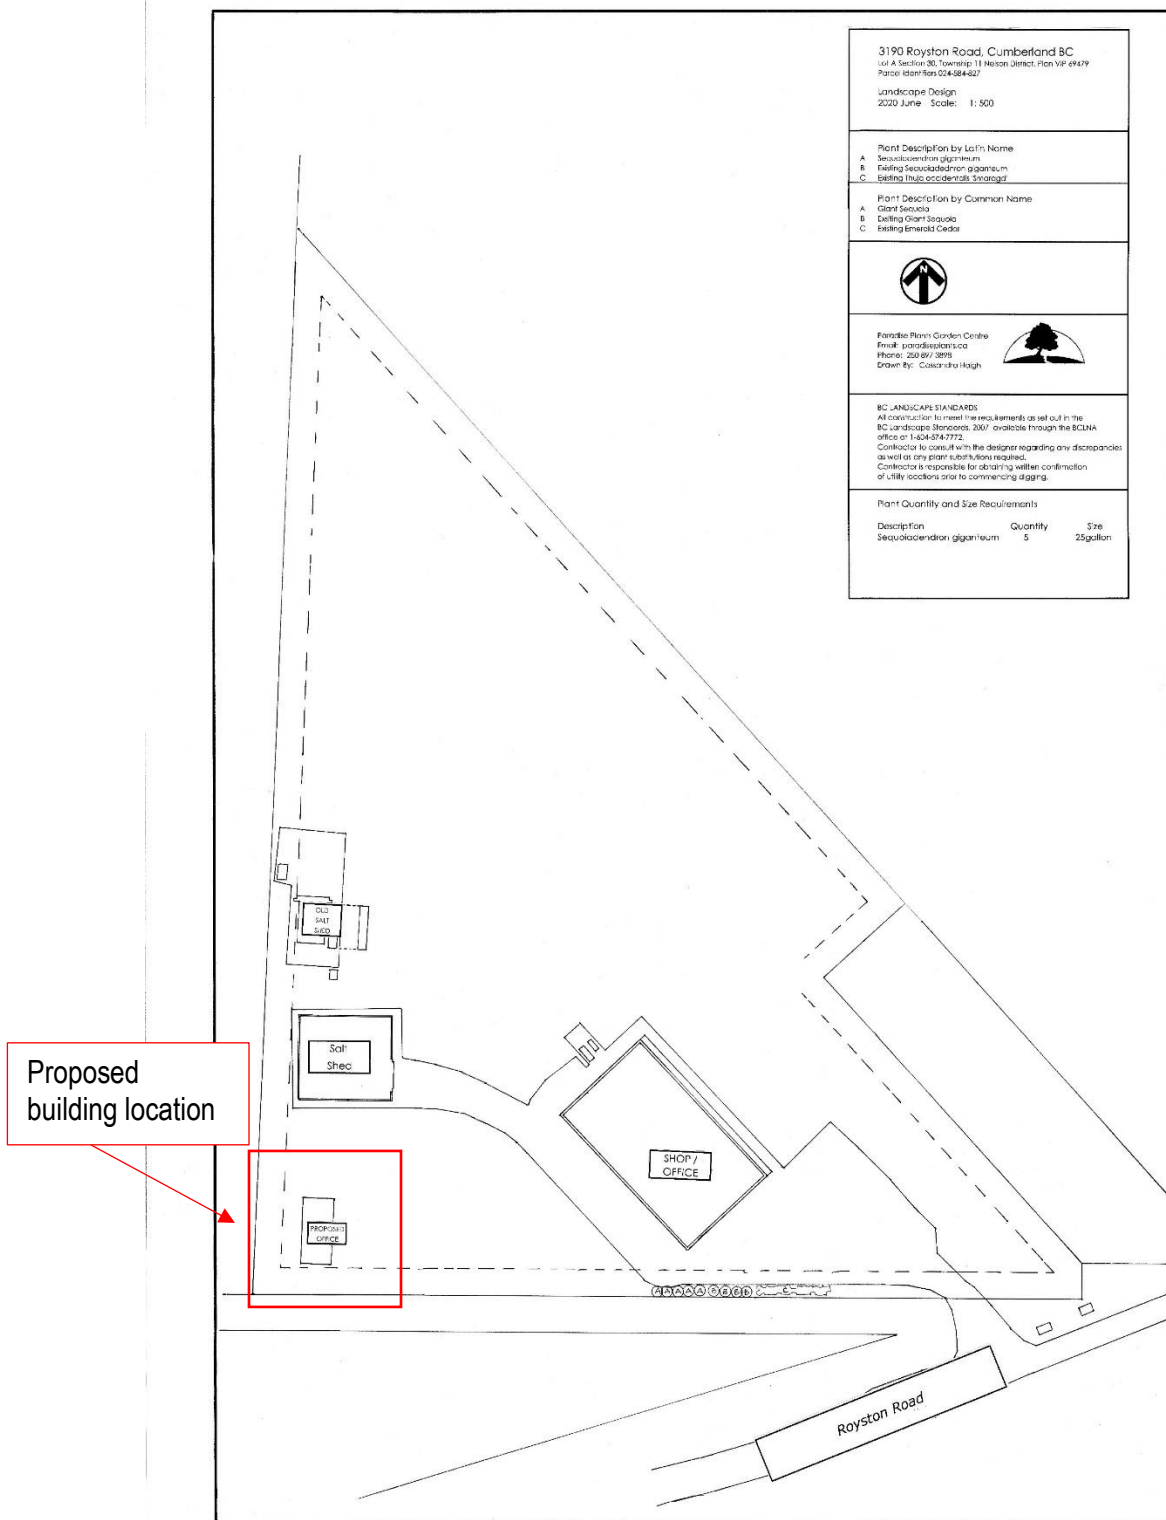 3190 Royston Road, Cumberland BC
Lot A Section 30, Township 11 Nelson District, Plan VIP 69479
Parcel Identifiers 024-584-827
Landscape Design
2020 June Scale: 1: 500
Plant Description by Latin Name
A Sequoiadendron giganteum
B Existing Sequoiadednron giganteum
C Existing Thuja occidentalis 'Smaragd'
Plant Description by Common Name
A Giant Sequoia
B Exiting Giant Sequoia
C Existing Emerald Cedar
N
Paradise Plants Garden Centre
Email: paradiseplants.ca
Phone: 250 897 3898
Drawn By: Cassandra Haigh
BC LANDSCAPE STANDARDS
All construction to meet the requirements as set out in the
BC Landscape Standards, 2007 available through the BCLNA
office at 1-604-574-7772.
Contractor to consult with the designer regarding any discrepancies
as well as any plant substitutions required.
Contractor is responsible for obtaining written confirmation
of utility locations prior to commencing digging.
Plant Quantity and Size Requirements
Description Quantity Size
Sequoiadendron giganteum 5 25gallon
OLD
SALT
SHED
Salt
Shed
Proposed
building location
SHOP /
OFFICE
PROPOSED
OFFICE
A A A A A B B B B C
Royston Road